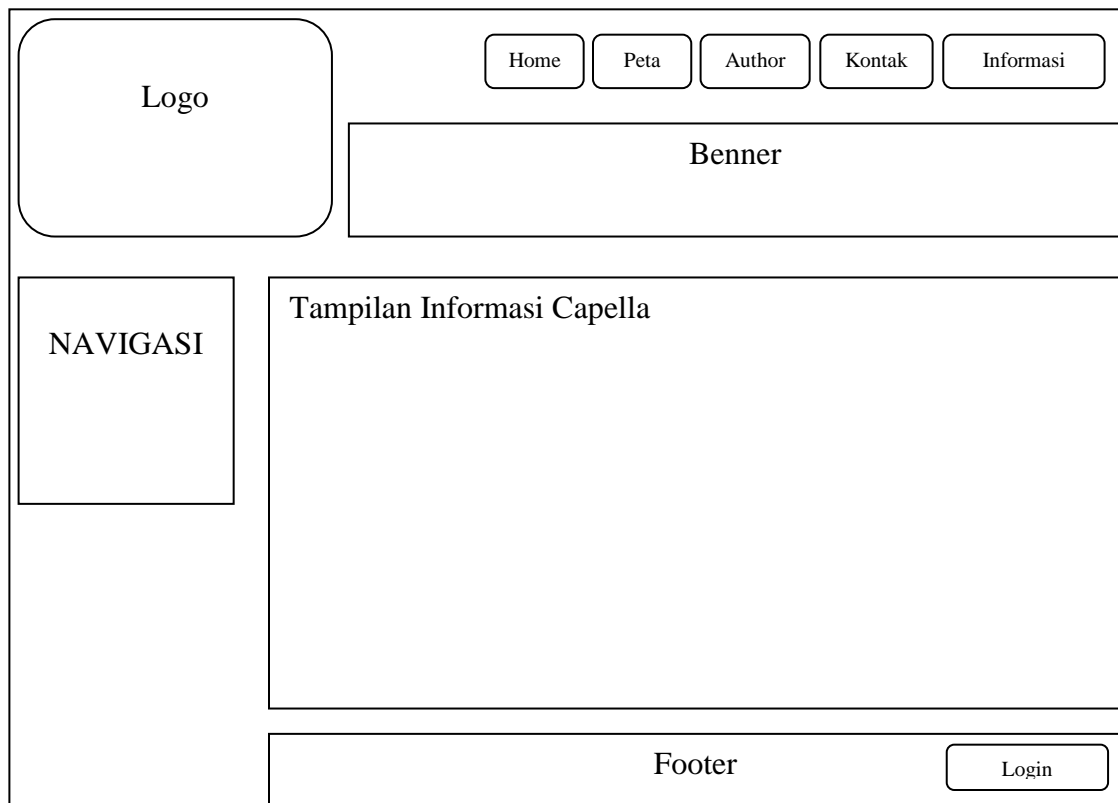 Logo
Home Peta Author Kontak Informasi
Benner
NAVIGASI
Tampilan Informasi Capella
Footer
Login